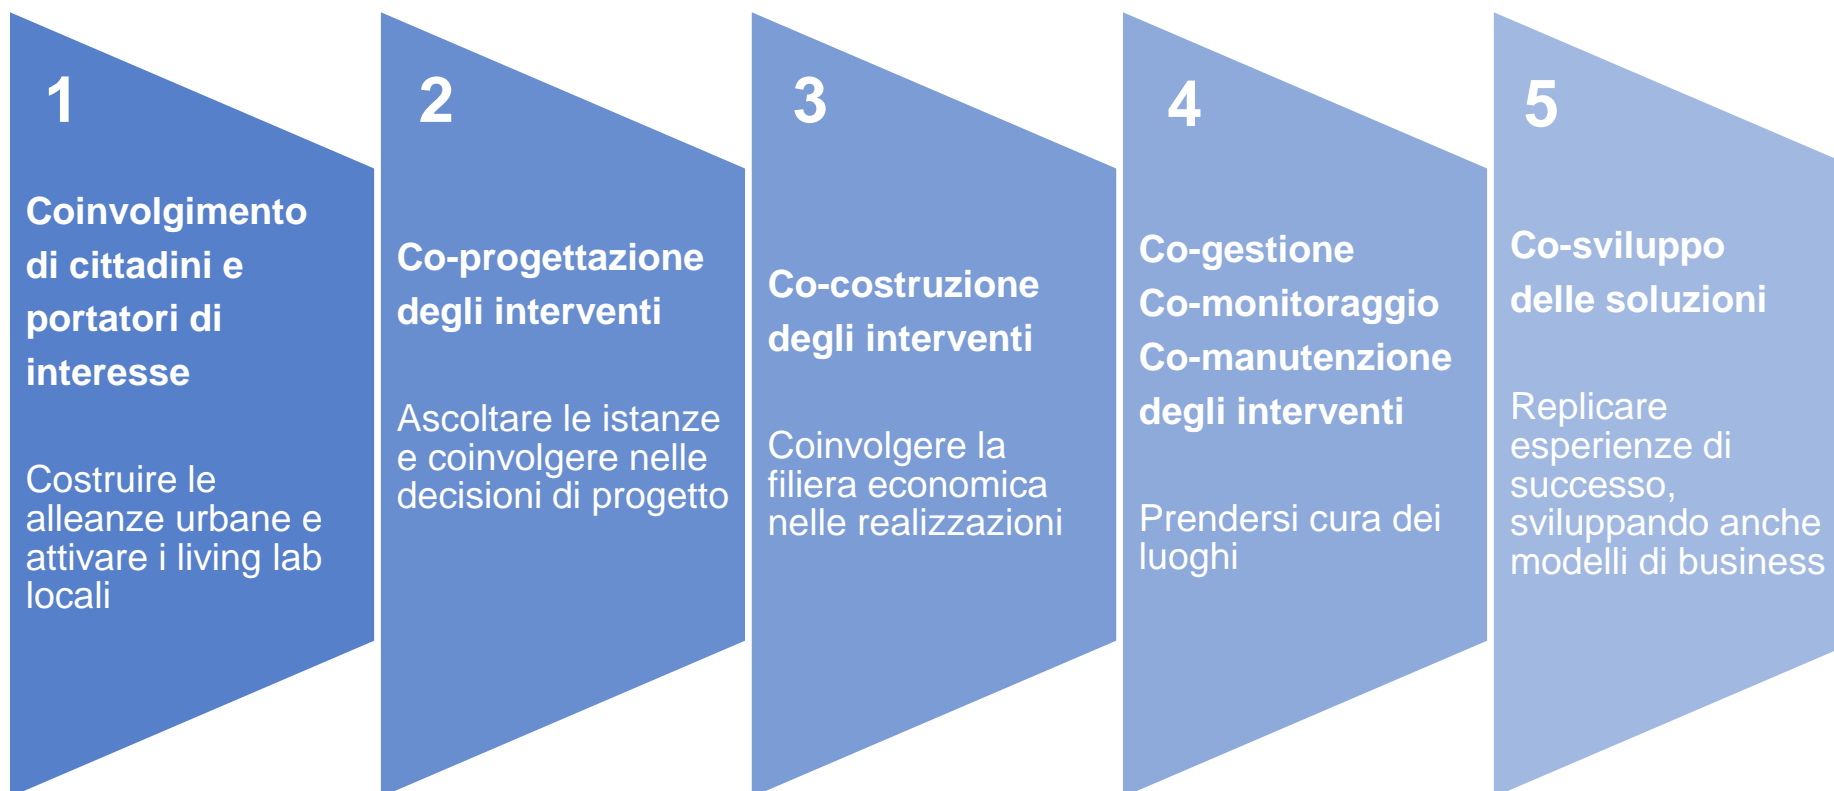 1
Coinvolgimento
di cittadini e
portatori di
interesse
Costruire le
alleanze urbane e
attivare i living lab
locali
2
Co-progettazione
degli interventi
Ascoltare le istanze
e coinvolgere nelle
decisioni di progetto
3
Co-costruzione
degli interventi
Coinvolgere la
filiera economica
nelle realizzazioni
4
Co-gestione
Co-monitoraggio
Co-manutenzione
degli interventi
Prendersi cura dei
luoghi
5
Co-sviluppo
delle soluzioni
Replicare
esperienze di
successo,
sviluppando anche
modelli di business